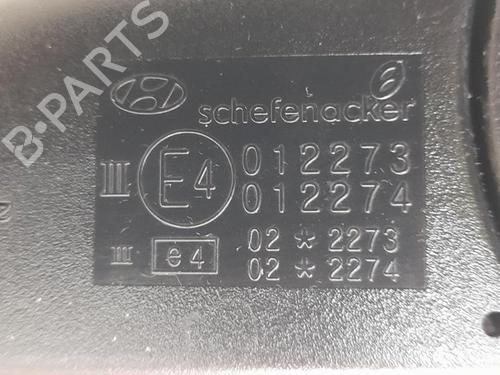 B-PARTS
schefenacker
III E4 012273
012274
III e4 02 * 2273
02 * 2274